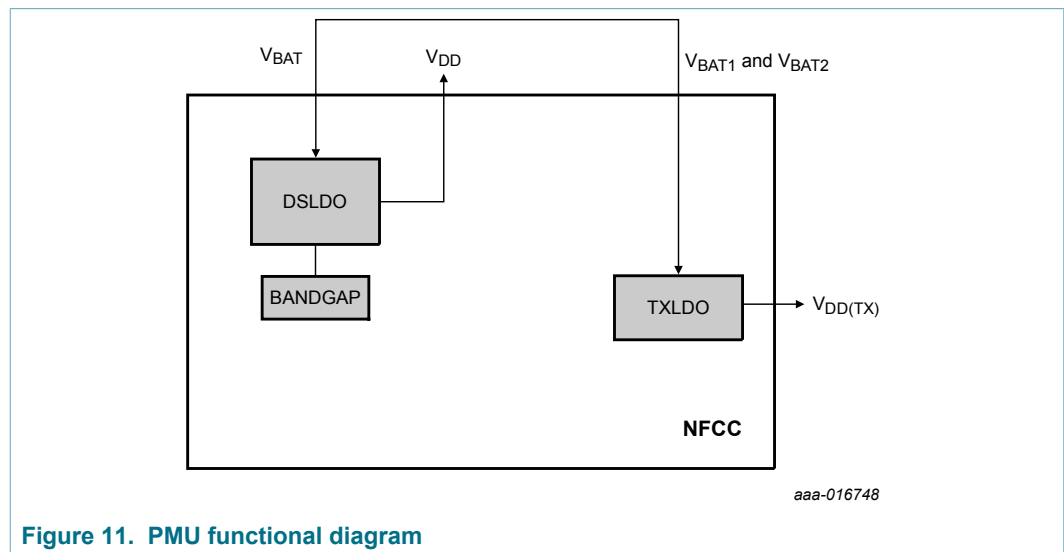 VBAT
VDD
VBAT1 and VBAT2
DSLDO
BANDGAP
TXLDO
VDD(TX)
NFCC
aaa-016748
Figure 11. PMU functional diagram